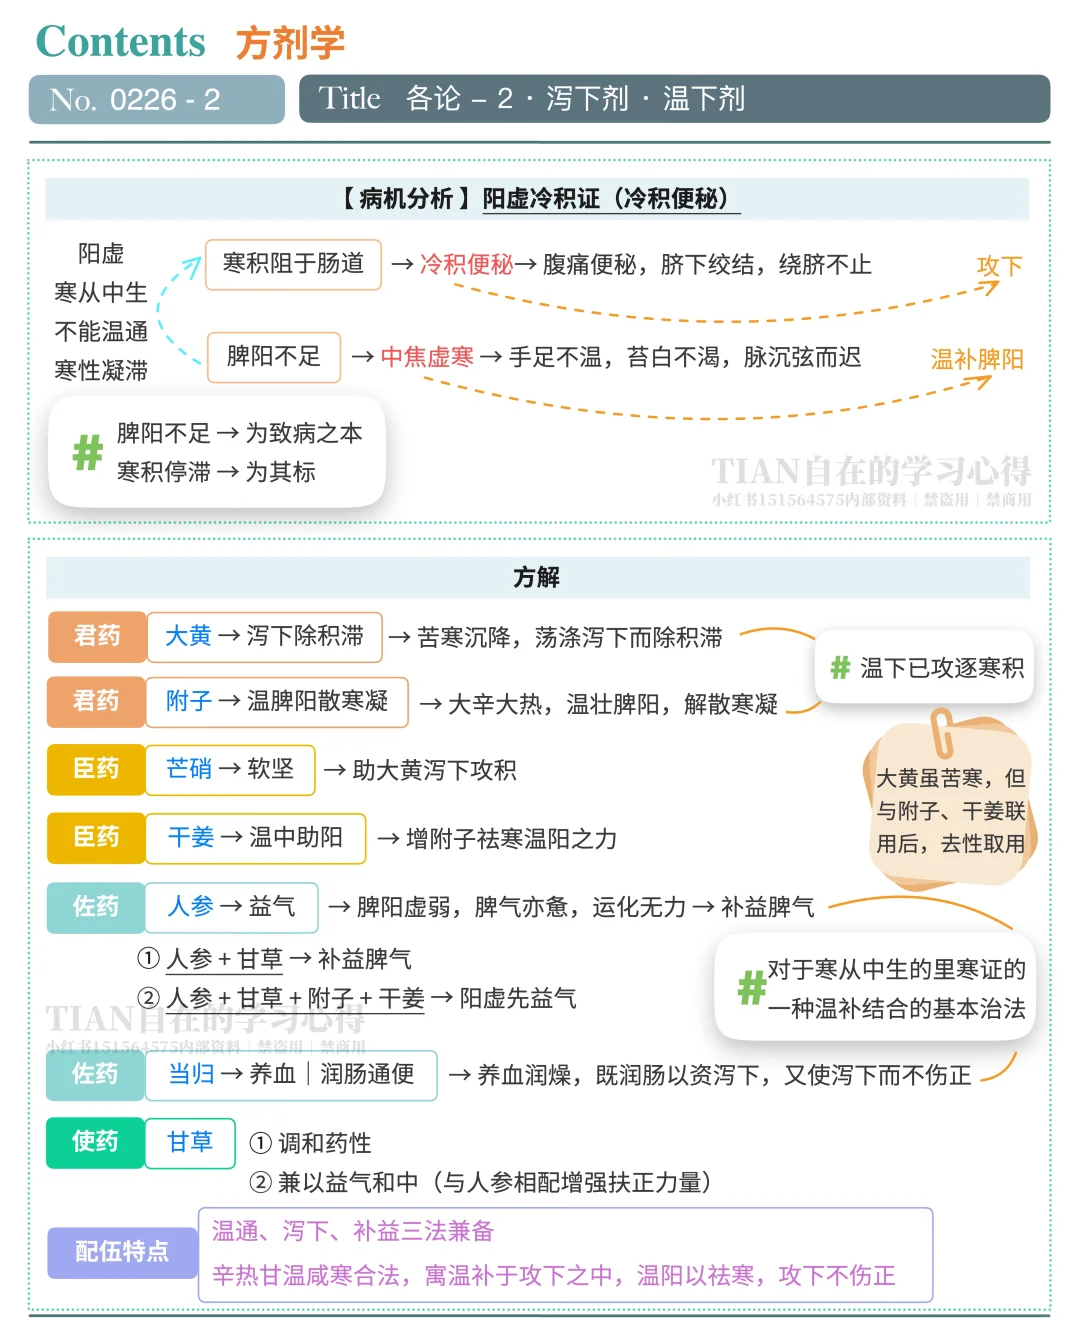 Contents 方剂学
No. 0226 - 2
Title 各论 – 2 · 泻下剂 · 温下剂
【 病机分析 】阳虚冷积证（冷积便秘）
阳虚
寒从中生
不能温通
寒性凝滞
寒积阻于肠道 → 冷积便秘→ 腹痛便秘，脐下绞结，绕脐不止 攻下
脾阳不足 → 中焦虚寒 → 手足不温，苔白不渴，脉沉弦而迟 温补脾阳
# 脾阳不足 → 为致病之本
寒积停滞 → 为其标
TIAN自在的学习心得
小红书151564575内部资料｜禁盗用｜禁商用
方解
君药 大黄 → 泻下除积滞 → 苦寒沉降，荡涤泻下而除积滞
# 温下已攻逐寒积
君药 附子 → 温脾阳散寒凝 → 大辛大热，温壮脾阳，解散寒凝
臣药 芒硝 → 软坚 → 助大黄泻下攻积
大黄虽苦寒，但
与附子、干姜联
用后，去性取用
臣药 干姜 → 温中助阳 → 增附子祛寒温阳之力
佐药 人参 → 益气 → 脾阳虚弱，脾气亦惫，运化无力 → 补益脾气
① 人参 + 甘草 → 补益脾气
② 人参 + 甘草 + 附子 + 干姜 → 阳虚先益气
# 对于寒从中生的里寒证的
一种温补结合的基本治法
TIAN自在的学习心得
小红书151564575内部资料｜禁盗用｜禁商用
佐药 当归 → 养血｜润肠通便 → 养血润燥，既润肠以资泻下，又使泻下而不伤正
使药 甘草 ① 调和药性
② 兼以益气和中（与人参相配增强扶正力量）
配伍特点
温通、泻下、补益三法兼备
辛热甘温咸寒合法，寓温补于攻下之中，温阳以祛寒，攻下不伤正